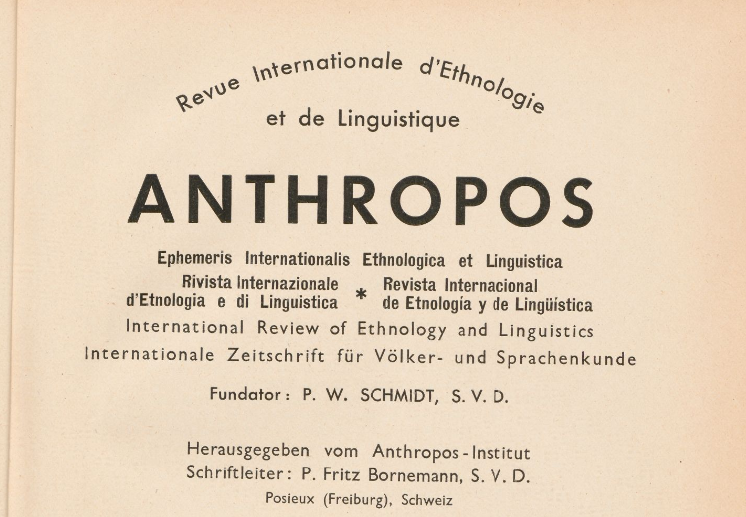 Revue Internationale d'Ethnologie
et de Linguistique
ANTHROPOS
Ephemeris Internationalis Ethnologica et Linguistica
Rivista Internazionale
d'Etnologia e di Linguistica
*
Revista Internacional
de Etnología y de Lingüística
International Review of Ethnology and Linguistics
Internationale Zeitschrift für Völker- und Sprachenkunde
Fundator: P. W. SCHMIDT, S. V. D.
Herausgegeben vom Anthropos-Institut
Schriftleiter: P. Fritz Bornemann, S. V. D.
Posieux (Freiburg), Schweiz